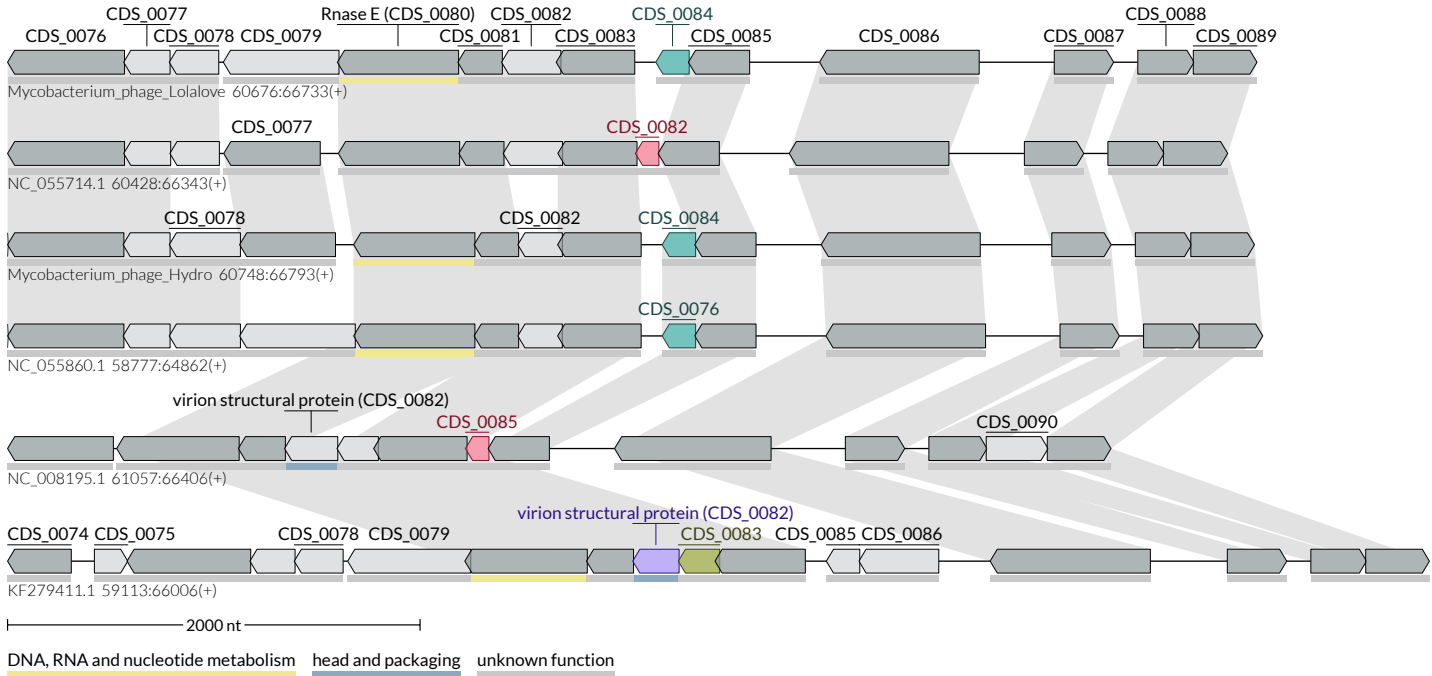 CDS_0077 Rnase E (CDS_0080) CDS_0082 CDS_0084 CDS_0088
CDS_0076 CDS_0078 CDS_0079 CDS_0081 CDS_0083 CDS_0085 CDS_0086 CDS_0087 CDS_0089
Mycobacterium_phage_Lolalove 60676:66733(+)
CDS_0077 CDS_0082
NC_055714.1 60428:66343(+)
CDS_0078 CDS_0082 CDS_0084
Mycobacterium_phage_Hydro 60748:66793(+)
CDS_0076
NC_055860.1 58777:64862(+)
virion structural protein (CDS_0082)
CDS_0085 CDS_0090
NC_008195.1 61057:66406(+)
virion structural protein (CDS_0082)
CDS_0074 CDS_0075 CDS_0078 CDS_0079 CDS_0083 CDS_0085 CDS_0086
KF279411.1 59113:66006(+)
2000 nt
DNA, RNA and nucleotide metabolism head and packaging unknown function